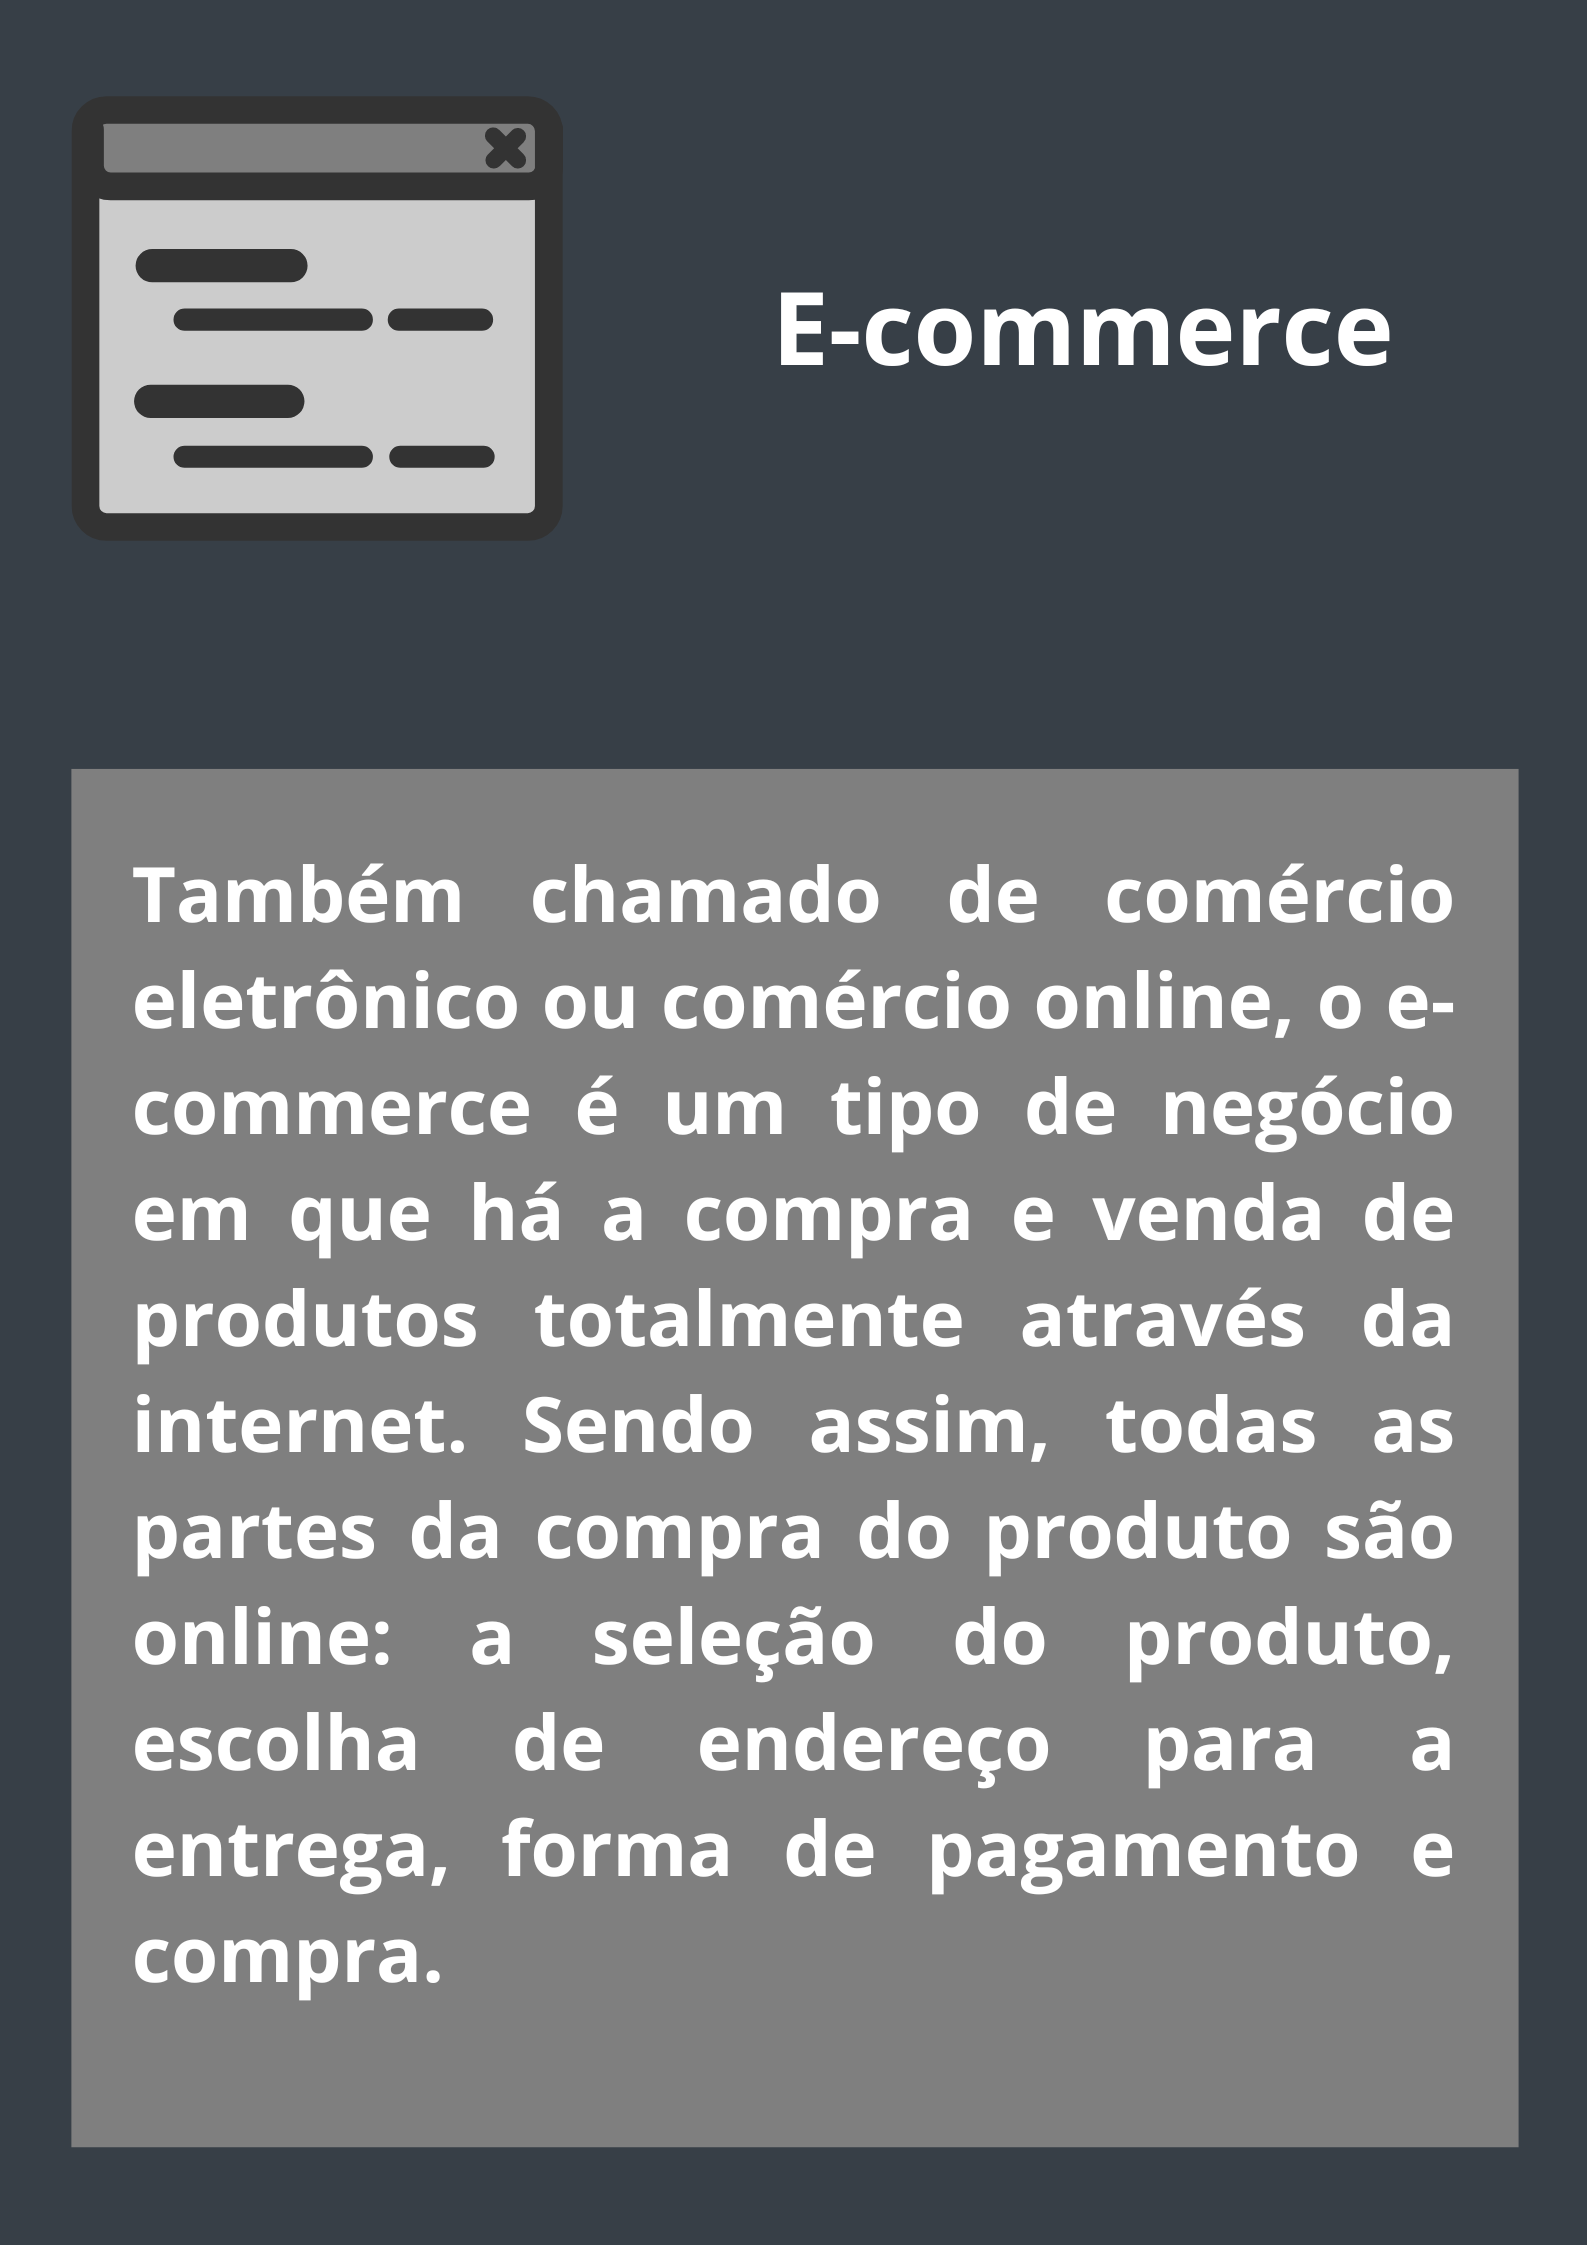 E-commerce
Também chamado de comércio
eletrônico ou comércio online, o e-
commerce é um tipo de negócio
em que há a compra e venda de
produtos totalmente através da
internet. Sendo assim, todas as
partes da compra do produto são
online: a seleção do produto,
escolha de endereço para a
entrega, forma de pagamento e
compra.